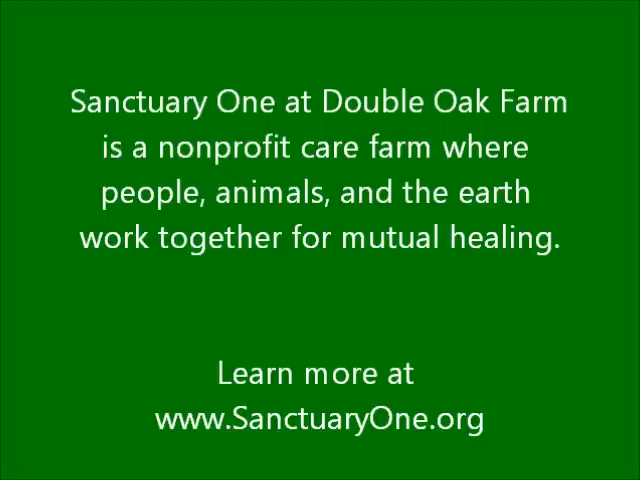 Sanctuary One at Double Oak Farm
is a nonprofit care farm where
people, animals, and the earth
work together for mutual healing.
Learn more at
www.SanctuaryOne.org